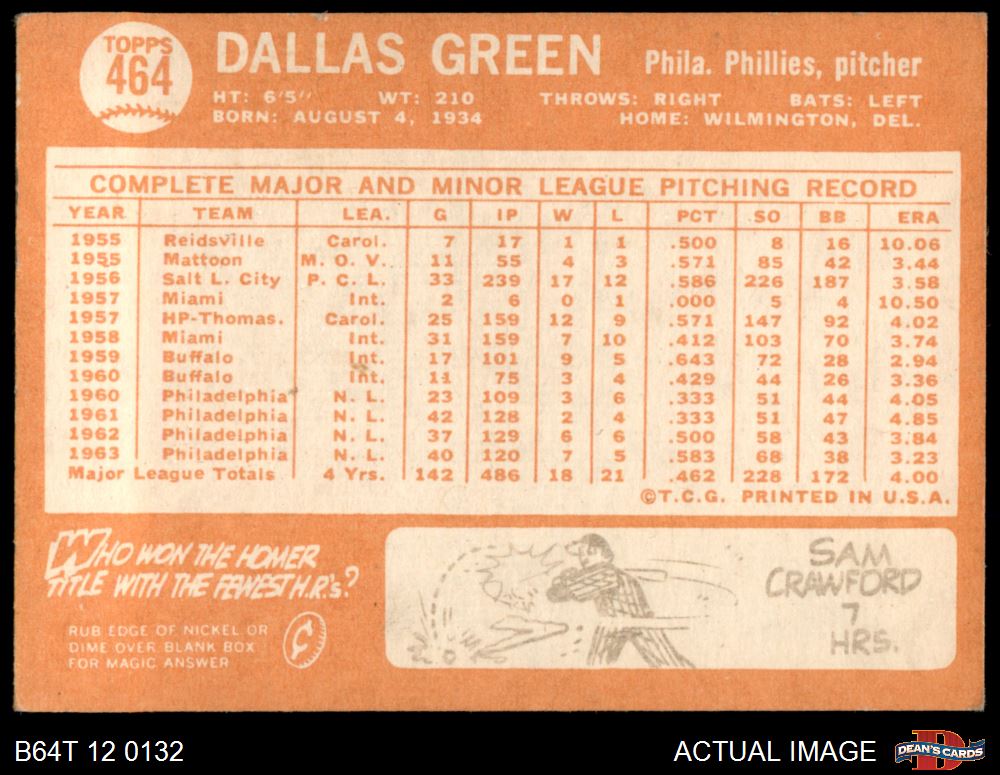 TOPPS
464
DALLAS GREEN
Phila. Phillies, pitcher
HT: 6'5" WT: 210 THROWS: RIGHT BATS: LEFT
BORN: AUGUST 4, 1934 HOME: WILMINGTON, DEL.
COMPLETE MAJOR AND MINOR LEAGUE PITCHING RECORD
YEAR TEAM LEA. G IP W L PCT SO BB ERA
1955 Reidsville Carol. 7 17 1 1 .500 8 16 10.06
1955 Mattoon M. O. V. 11 55 4 3 .571 85 42 3.44
1956 Salt L. City P. C. L. 33 239 17 12 .586 226 187 3.58
1957 Miami Int. 2 6 0 1 .000 5 4 10.50
1957 HP-Thomas. Carol. 25 159 12 9 .571 147 92 4.02
1958 Miami Int. 31 159 7 10 .412 103 70 3.74
1959 Buffalo Int. 17 101 9 5 .643 72 28 2.94
1960 Buffalo Int. 11 75 3 4 .429 44 26 3.36
1960 Philadelphia N. L. 23 109 3 6 .333 51 44 4.05
1961 Philadelphia N. L. 42 128 2 4 .333 51 47 4.85
1962 Philadelphia N. L. 37 129 6 6 .500 58 43 3.84
1963 Philadelphia N. L. 40 120 7 5 .583 68 38 3.23
Major League Totals 4 Yrs. 142 486 18 21 .462 228 172 4.00
©T.C.G. PRINTED IN U.S.A.
WHO WON THE HOMER
TITLE WITH THE FEWEST H.R.'s?
RUB EDGE OF NICKEL OR
DIME OVER BLANK BOX
FOR MAGIC ANSWER
¢
SAM
CRAWFORD
7
HRS.
B64T 12 0132
ACTUAL IMAGE
D
DEAN'S CARDS